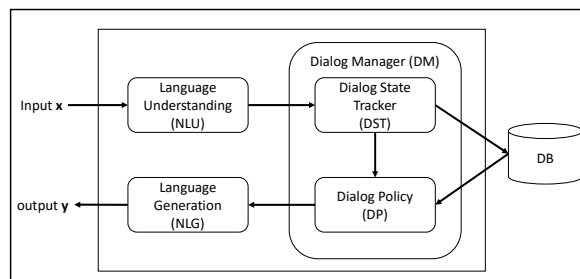 Dialog Manager (DM)
Input x
Language
Understanding
(NLU)
Dialog State
Tracker
(DST)
DB
output y
Language
Generation
(NLG)
Dialog Policy
(DP)